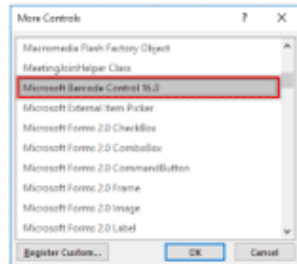 More Controls
? ×
Macromedia Flash Factory Object
MeetingJoinHelper Class
Microsoft Barcode Control 16.0
Microsoft External Item Picker
Microsoft Forms 2.0 CheckBox
Microsoft Forms 2.0 ComboBox
Microsoft Forms 2.0 CommandButton
Microsoft Forms 2.0 Frame
Microsoft Forms 2.0 Image
Microsoft Forms 2.0 Label
Register Custom... OK Cancel